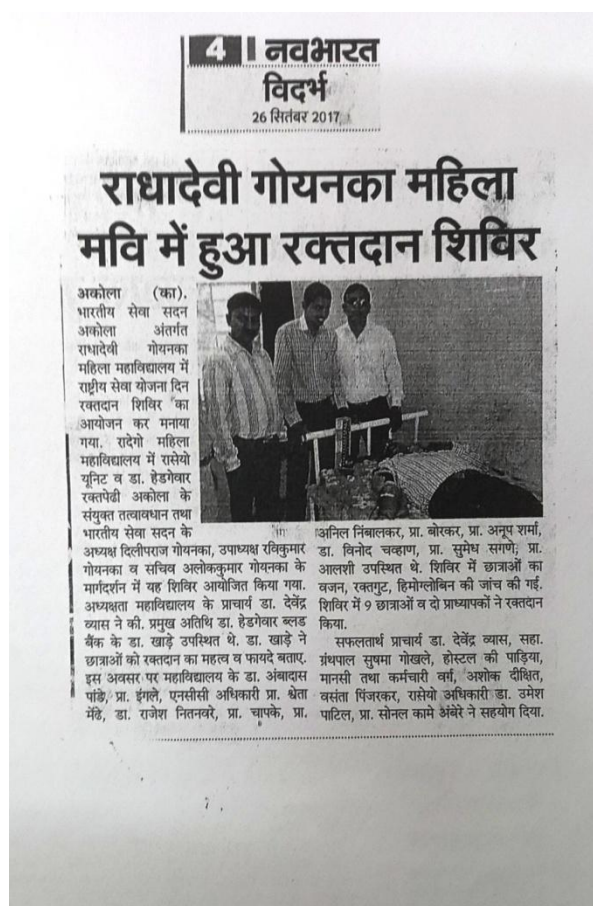 4 नवभारत
विदर्भ
26 सितंबर 2017
राधादेवी गोयनका महिला
मवि में हुआ रक्तदान शिविर
अकोला (का).
भारतीय सेवा सदन
अकोला अंतर्गत
राधादेवी गोयनका
महिला महाविद्यालय में
राष्ट्रीय सेवा योजना दिन
रक्तदान शिविर का
आयोजन कर मनाया
गया. रादेगो महिला
महाविद्यालय में रासेयो
यूनिट व डा. हेडगेवार
रक्तपेढी अकोला के
संयुक्त तत्वावधान तथा
भारतीय सेवा सदन के
अध्यक्ष दिलीपराज गोयनका, उपाध्यक्ष रविकुमार
गोयनका व सचिव अलोककुमार गोयनका के
मार्गदर्शन में यह शिविर आयोजित किया गया.
अध्यक्षता महाविद्यालय के प्राचार्य डा. देवेंद्र
व्यास ने की. प्रमुख अतिथि डा. हेडगेवार ब्लड
बैंक के डा. खाड़े उपस्थित थे. डा. खाड़े ने
छात्राओं को रक्तदान का महत्व व फायदे बताए.
इस अवसर पर महाविद्यालय के डा. अंबादास
पांडे, प्रा. इंगले, एनसीसी अधिकारी प्रा. श्वेता
मेंढे, डा. राजेश नितनवरे, प्रा. चापके, प्रा.
अनिल निंबालकर, प्रा. बोरकर, प्रा. अनूप शर्मा,
डा. विनोद चव्हाण, प्रा. सुमेध सगणे, प्रा.
आलशी उपस्थित थे. शिविर में छात्राओं का
वजन, रक्तगुट, हिमोग्लोबिन की जांच की गई.
शिविर में 9 छात्राओं व दो प्राध्यापकों ने रक्तदान
किया.
सफलतार्थ प्राचार्य डा. देवेंद्र व्यास, सहा.
ग्रंथपाल सुषमा गोखले, होस्टल की पाड़िया,
मानसी तथा कर्मचारी वर्ग, अशोक दीक्षित,
वसंता पिंजरकर, रासेयो अधिकारी डा. उमेश
पाटिल, प्रा. सोनल कामे अंबेरे ने सहयोग दिया.